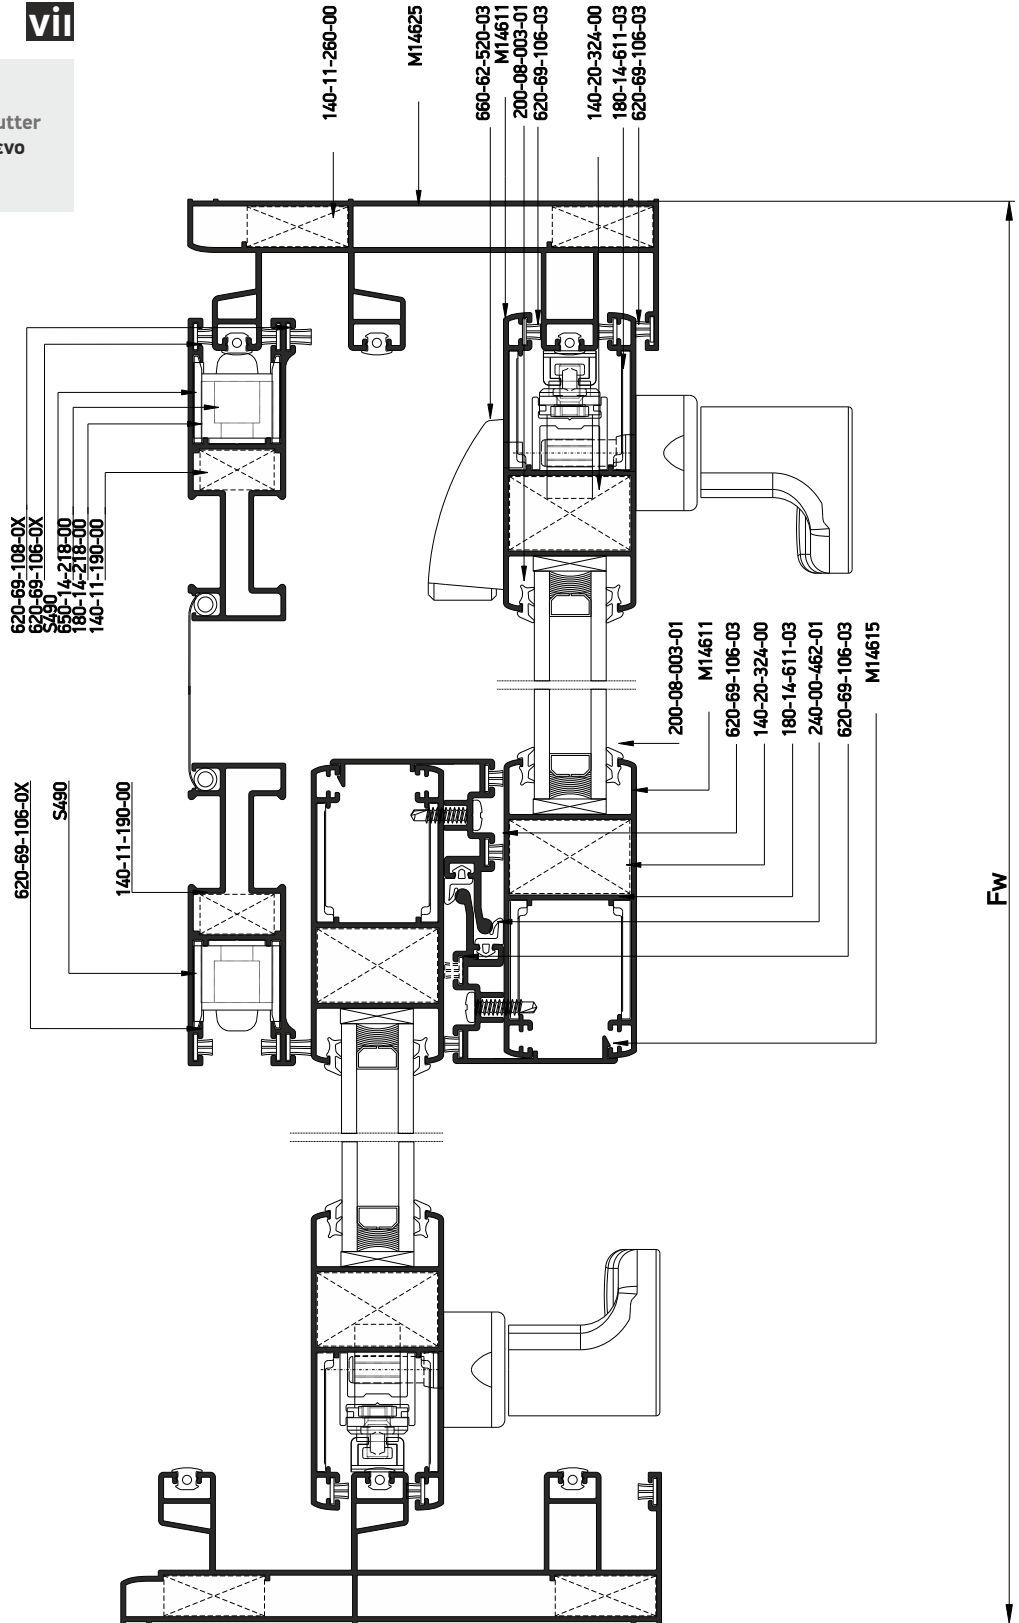 vii
utter
ενο
140-11-260-00
M14625
660-62-520-03
M14611
200-08-003-01
620-69-106-03
140-20-324-00
180-14-611-03
620-69-106-03
620-69-108-0X
620-69-106-0X
S490
650-14-218-00
180-14-218-00
140-11-190-00
200-08-003-01
M14611
620-69-106-03
140-20-324-00
180-14-611-03
240-00-462-01
620-69-106-03
M14615
620-69-106-0X
S490
140-11-190-00
Fw